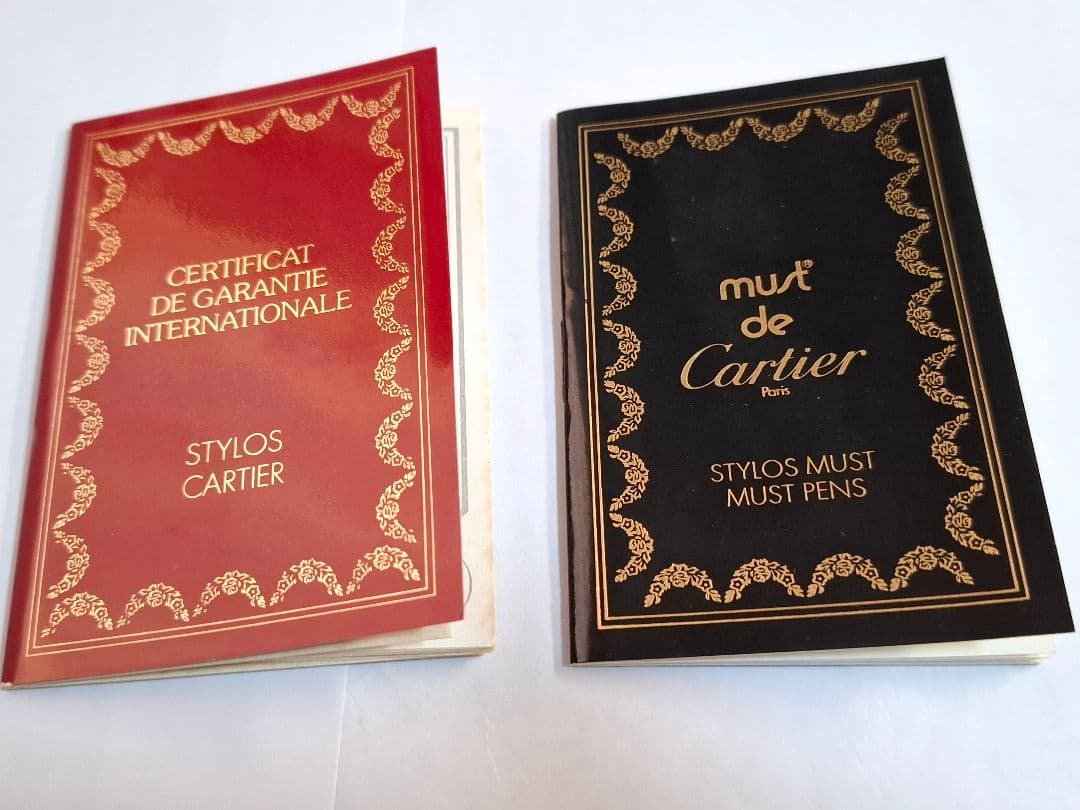 CERTIFICAT
DE GARANTIE
INTERNATIONALE
STYLOS
CARTIER
must®
de
Cartier
Paris
STYLOS MUST
MUST PENS